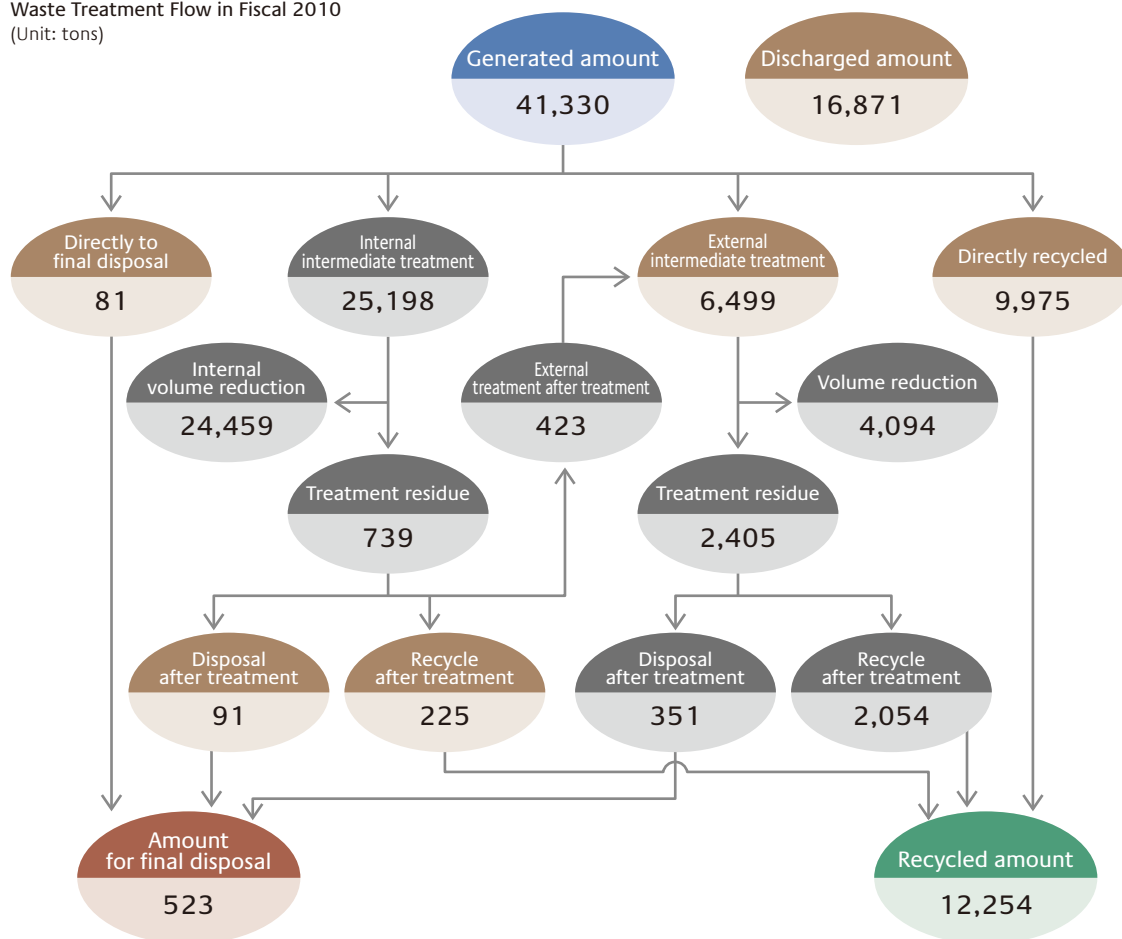 Waste Treatment Flow in Fiscal 2010
(Unit: tons)
Generated amount
41,330
Discharged amount
16,871
Directly to
final disposal
81
Internal
intermediate treatment
25,198
External
intermediate treatment
6,499
Directly recycled
9,975
Internal
volume reduction
24,459
External
treatment after treatment
423
Volume reduction
4,094
Treatment residue
739
Treatment residue
2,405
Disposal
after treatment
91
Recycle
after treatment
225
Disposal
after treatment
351
Recycle
after treatment
2,054
Amount
for final disposal
523
Recycled amount
12,254